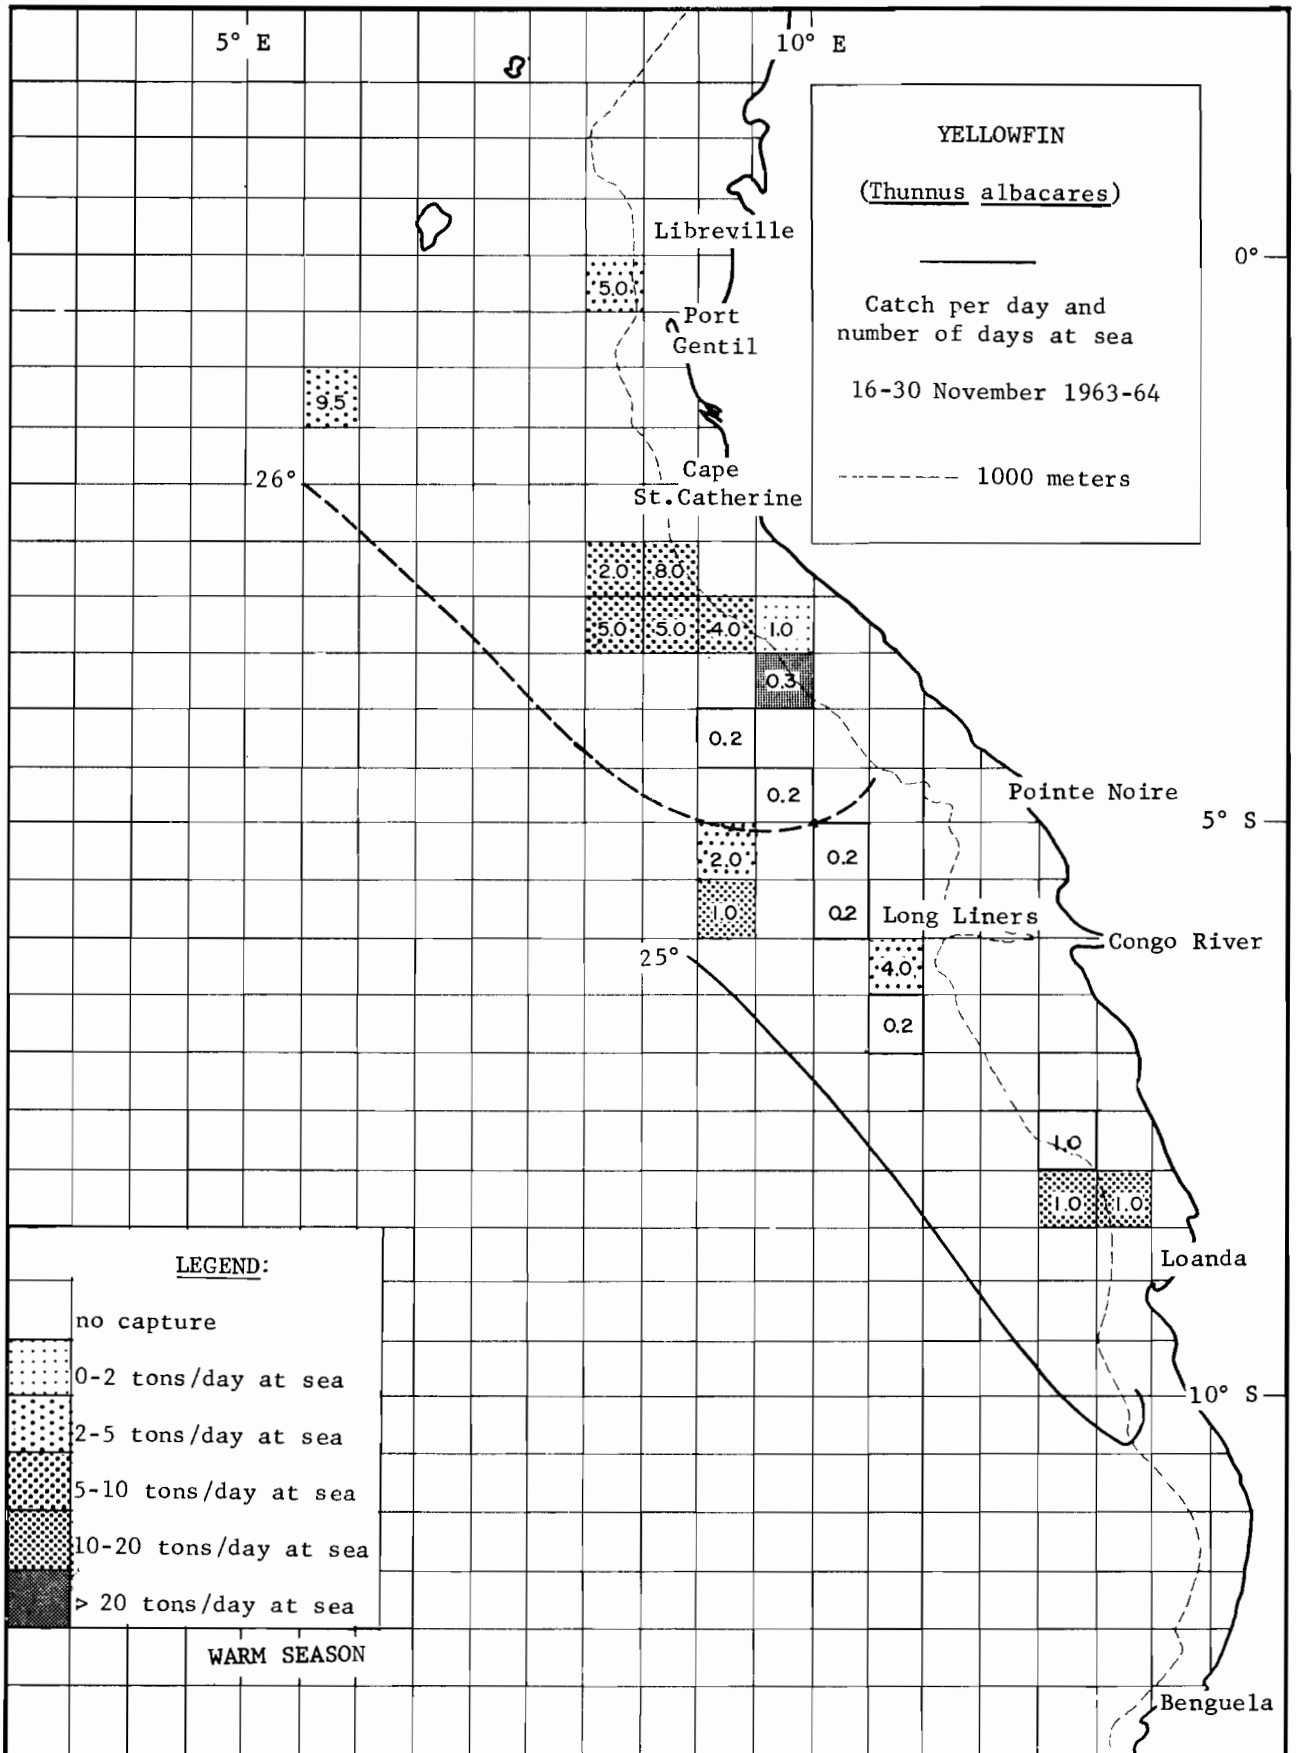 5° E
10° E
YELLOWFIN
(Thunnus albacares)
Catch per day and
number of days at sea
16-30 November 1963-64
1000 meters
Libreville
0°
5.0
Port
Gentil
9.5
Cape
St.Catherine
26°
2.0 8.0
5.0 5.0 4.0 1.0
0.3
0.2
0.2
Pointe Noire
5° S
2.0 0.2
1.0 0.2
Long Liners
Congo River
25°
4.0
0.2
1.0
1.0 1.0
Loanda
LEGEND:
no capture
0-2 tons/day at sea
2-5 tons/day at sea
5-10 tons/day at sea
10-20 tons/day at sea
> 20 tons/day at sea
WARM SEASON
10° S
Benguela